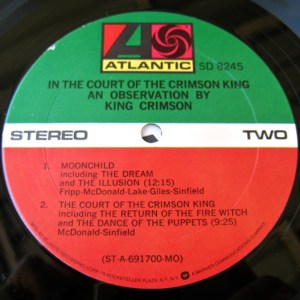 ATLANTIC SD 8245
IN THE COURT OF THE CRIMSON KING
AN OBSERVATION BY
KING CRIMSON
STEREO TWO
1. MOONCHILD
including THE DREAM
and THE ILLUSION (12:15)
Fripp-McDonald-Lake-Giles-Sinfield
2. THE COURT OF THE CRIMSON KING
including THE RETURN OF THE FIRE WITCH
and THE DANCE OF THE PUPPETS (9:25)
McDonald-Sinfield
(ST-A-691700-MO)